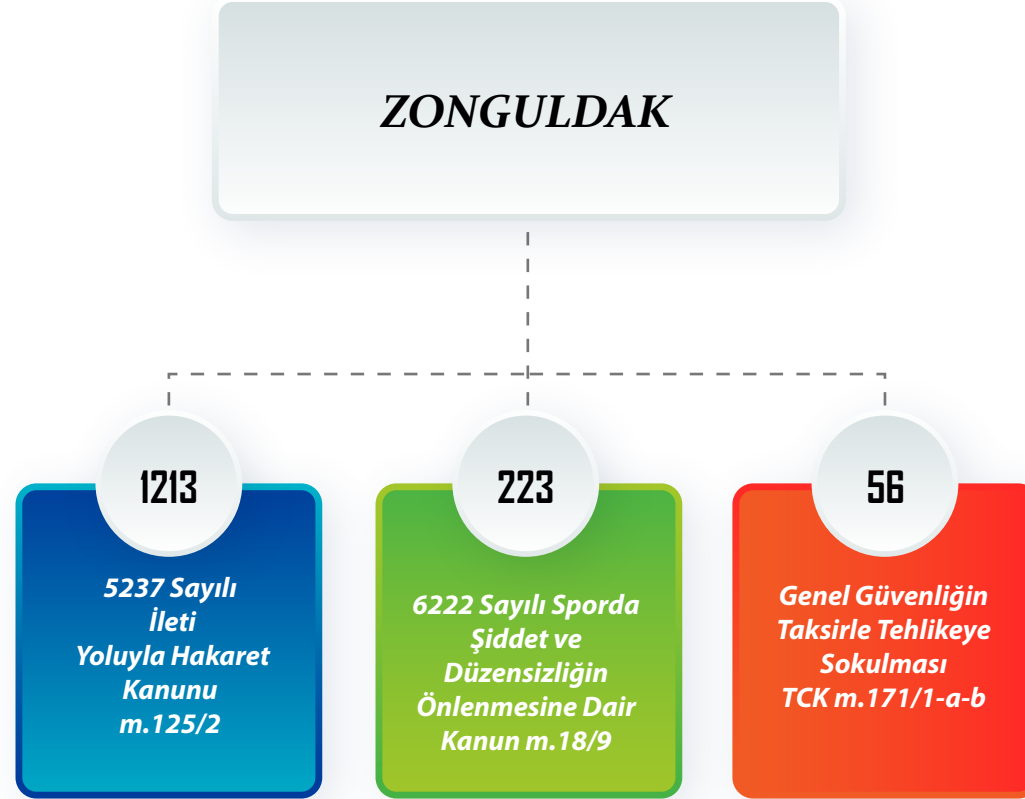 ZONGULDAK
1213
5237 Sayılı
İleti
Yoluyla Hakaret
Kanunu
m.125/2
223
6222 Sayılı Sporda
Şiddet ve
Düzensizliğin
Önlenmesine Dair
Kanun m.18/9
56
Genel Güvenliğin
Taksirle Tehlikeye
Sokulması
TCK m.171/1-a-b